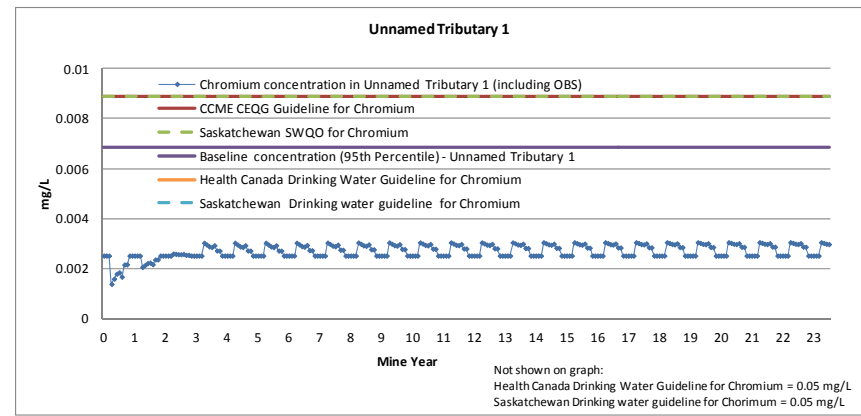 Unnamed Tributary 1
0.01
0.008
0.006
0.004
0.002
0
mg/L
Chromium concentration in Unnamed Tributary 1 (including OBS)
CCME CEQG Guideline for Chromium
Saskatchewan SWQO for Chromium
Baseline concentration (95th Percentile) - Unnamed Tributary 1
Health Canada Drinking Water Guideline for Chromium
Saskatchewan Drinking water guideline for Chromium
0 1 2 3 4 5 6 7 8 9 10 11 12 13 14 15 16 17 18 19 20 21 22 23
Mine Year
Not shown on graph:
Health Canada Drinking Water Guideline for Chromium = 0.05 mg/L
Saskatchewan Drinking water guideline for Chorimum = 0.05 mg/L